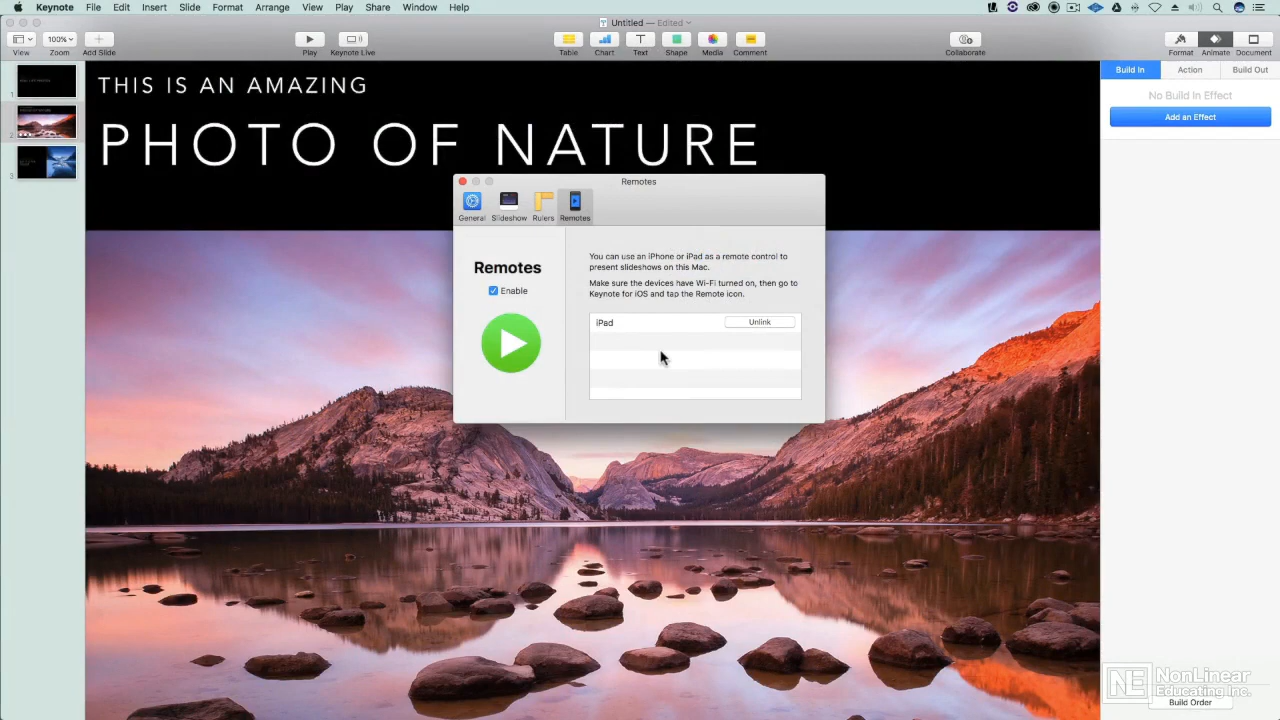 Keynote File Edit Insert Slide Format Arrange View Play Share Window Help
Untitled — Edited
View
100%
Zoom
Add Slide
Play
Keynote Live
Table
Chart
Text
Shape
Media
Comment
Collaborate
Format
Animate
Document
1
2
3
THIS IS AN AMAZING
PHOTO OF NATURE
Remotes
General
Slideshow
Rulers
Remotes
Remotes
Enable
You can use an iPhone or iPad as a remote control to
present slideshows on this Mac.
Make sure the devices have Wi-Fi turned on, then go to
Keynote for iOS and tap the Remote icon.
iPad
Unlink
Build In
Action
Build Out
No Build In Effect
Add an Effect
NE NonLinear
Educating Inc.
Build Order